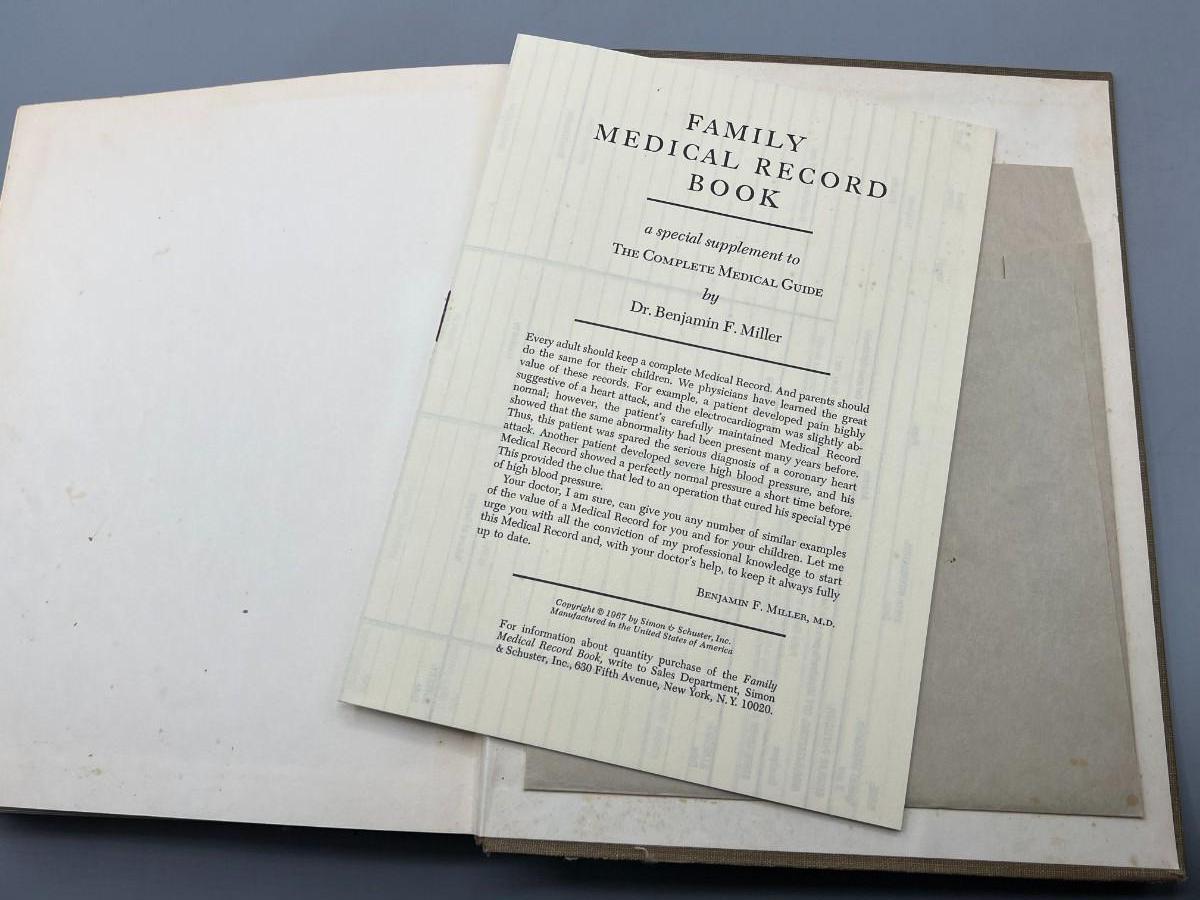 FAMILY
MEDICAL RECORD
BOOK
a special supplement to
THE COMPLETE MEDICAL GUIDE
by
Dr. Benjamin F. Miller
Every adult should keep a complete Medical Record. And parents should
do the same for their children. We physicians have learned the great
value of these records. For example, a patient developed pain highly
suggestive of a heart attack, and the electrocardiogram was slightly ab-
normal; however, the patient's carefully maintained Medical Record
showed that the same abnormality had been present many years before.
Thus, this patient was spared the serious diagnosis of a coronary heart
attack. Another patient developed severe high blood pressure, and his
Medical Record showed a perfectly normal pressure a short time before.
This provided the clue that led to an operation that cured his special type
of high blood pressure.
Your doctor, I am sure, can give you any number of similar examples
of the value of a Medical Record for you and for your children. Let me
urge you with all the conviction of my professional knowledge to start
this Medical Record and, with your doctor's help, to keep it always fully
up to date.
BENJAMIN F. MILLER, M.D.
Copyright © 1967 by Simon & Schuster, Inc.
Manufactured in the United States of America
For information about quantity purchase of the Family
Medical Record Book, write to Sales Department, Simon
& Schuster, Inc., 630 Fifth Avenue, New York, N.Y. 10020.